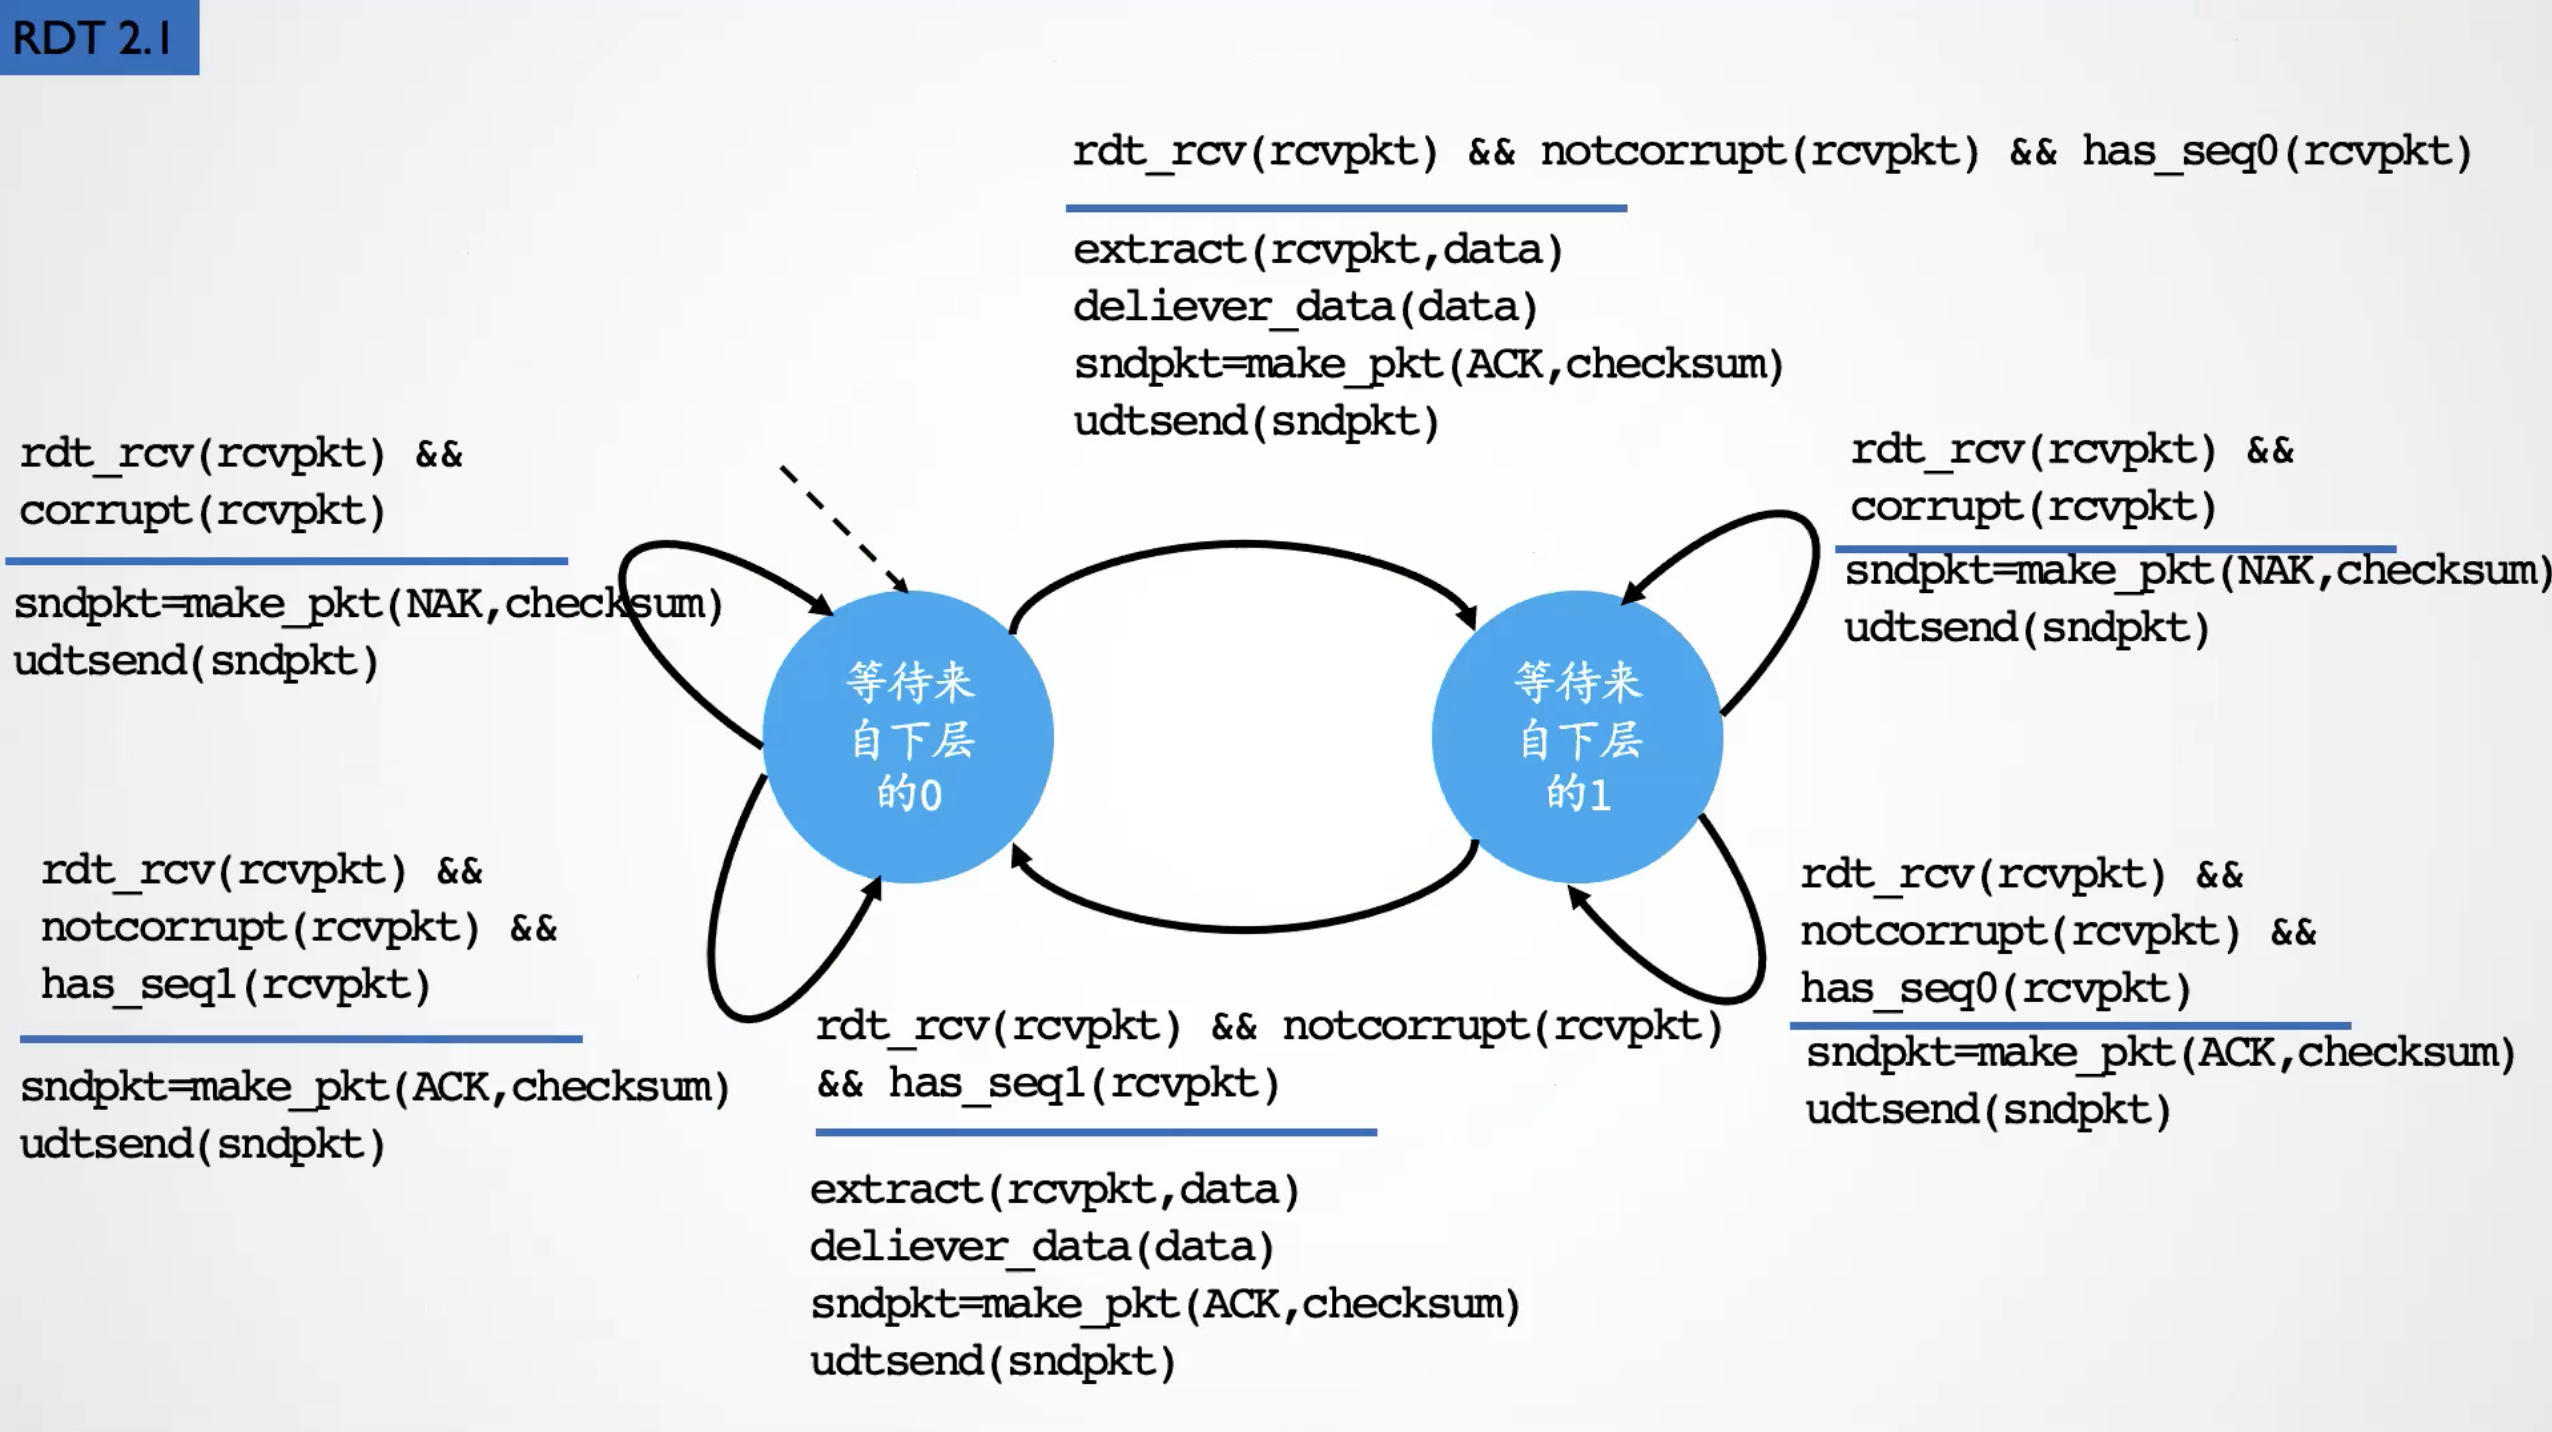 RDT 2.1
rdt_rcv(rcvpkt) && notcorrupt(rcvpkt) && has_seq0(rcvpkt)
extract(rcvpkt,data)
deliever_data(data)
sndpkt=make_pkt(ACK,checksum)
udtsend(sndpkt)
rdt_rcv(rcvpkt) &&
corrupt(rcvpkt)
sndpkt=make_pkt(NAK,checksum)
udtsend(sndpkt)
rdt_rcv(rcvpkt) &&
corrupt(rcvpkt)
sndpkt=make_pkt(NAK,checksum)
udtsend(sndpkt)
等待来
自下层
的0
等待来
自下层
的1
rdt_rcv(rcvpkt) &&
notcorrupt(rcvpkt) &&
has_seq1(rcvpkt)
sndpkt=make_pkt(ACK,checksum)
udtsend(sndpkt)
rdt_rcv(rcvpkt) && notcorrupt(rcvpkt)
&& has_seq1(rcvpkt)
extract(rcvpkt,data)
deliever_data(data)
sndpkt=make_pkt(ACK,checksum)
udtsend(sndpkt)
rdt_rcv(rcvpkt) &&
notcorrupt(rcvpkt) &&
has_seq0(rcvpkt)
sndpkt=make_pkt(ACK,checksum)
udtsend(sndpkt)